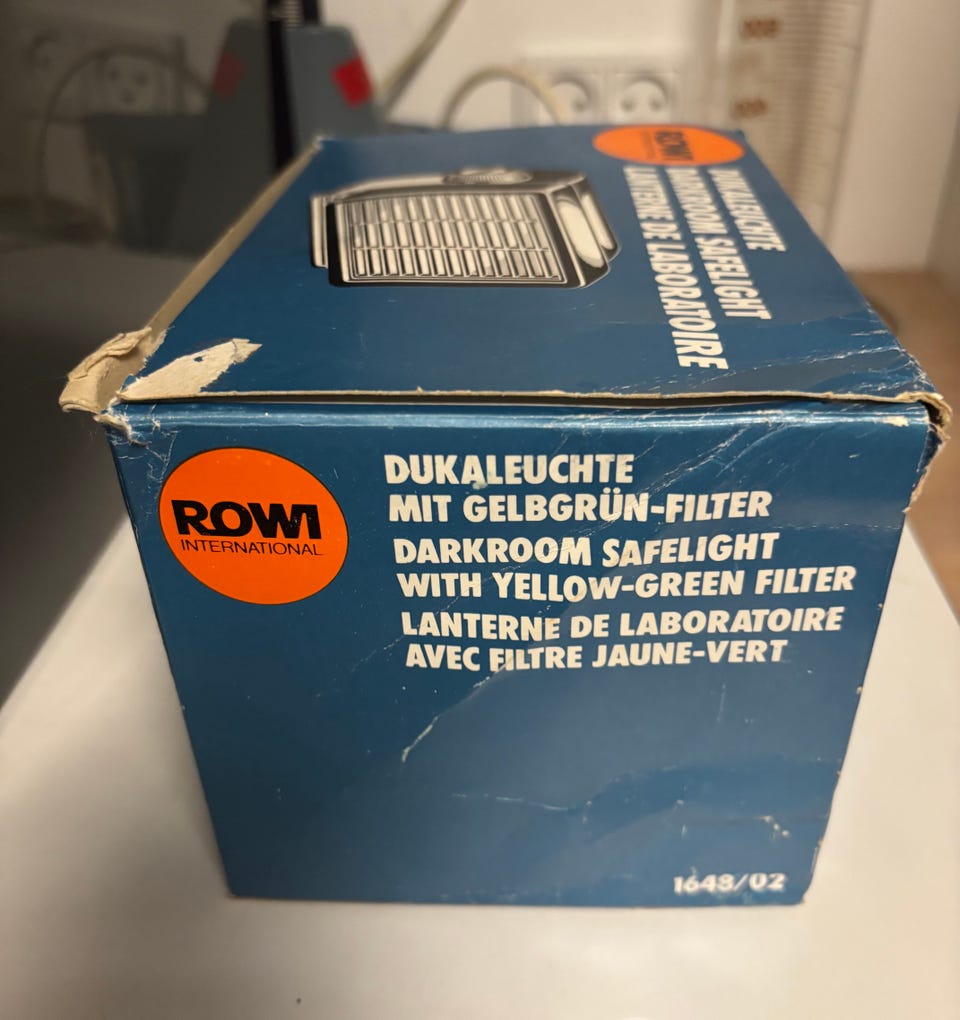 ROWI
INTERNATIONAL
DUKALEUCHTE
DARKROOM SAFELIGHT
LANTERNE DE LABORATOIRE
ROWI
INTERNATIONAL
DUKALEUCHTE
MIT GELBGRÜN-FILTER
DARKROOM SAFELIGHT
WITH YELLOW-GREEN FILTER
LANTERNE DE LABORATOIRE
AVEC FILTRE JAUNE-VERT
1648/02